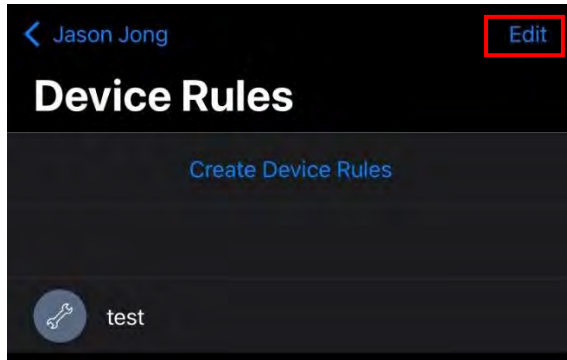 Jason Jong
Edit
Device Rules
Create Device Rules
test